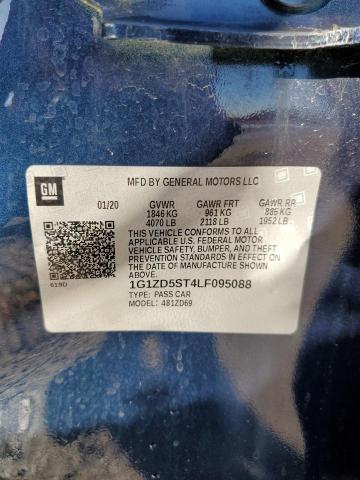 GM
MFD BY GENERAL MOTORS LLC
01/20 GVWR GAWR FRT GAWR RR
1846 KG 961 KG 885 KG
4070 LB 2118 LB 1952 LB
THIS VEHICLE CONFORMS TO ALL
APPLICABLE U.S. FEDERAL MOTOR
VEHICLE SAFETY, BUMPER, AND THEFT
PREVENTION STANDARDS IN EFFECT ON
THE DATE OF MANUFACTURE SHOWN
ABOVE.
619D
1G1ZD5ST4LF095088
TYPE: PASS CAR
MODEL: 481ZD69